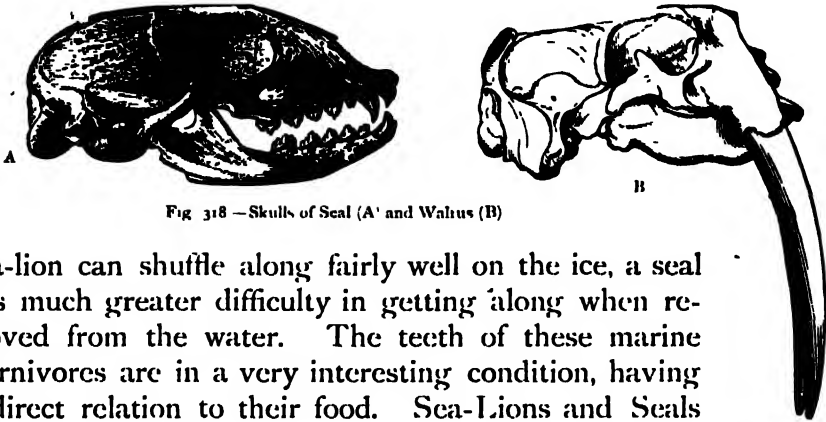 A
B
Fig 318 —Skulls of Seal (A' and Walrus (B)
a-lion can shuffle along fairly well on the ice, a seal
s much greater difficulty in getting along when re-
oved from the water. The teeth of these marine
rnivores are in a very interesting condition, having
direct relation to their food. Sea-Lions and Seals